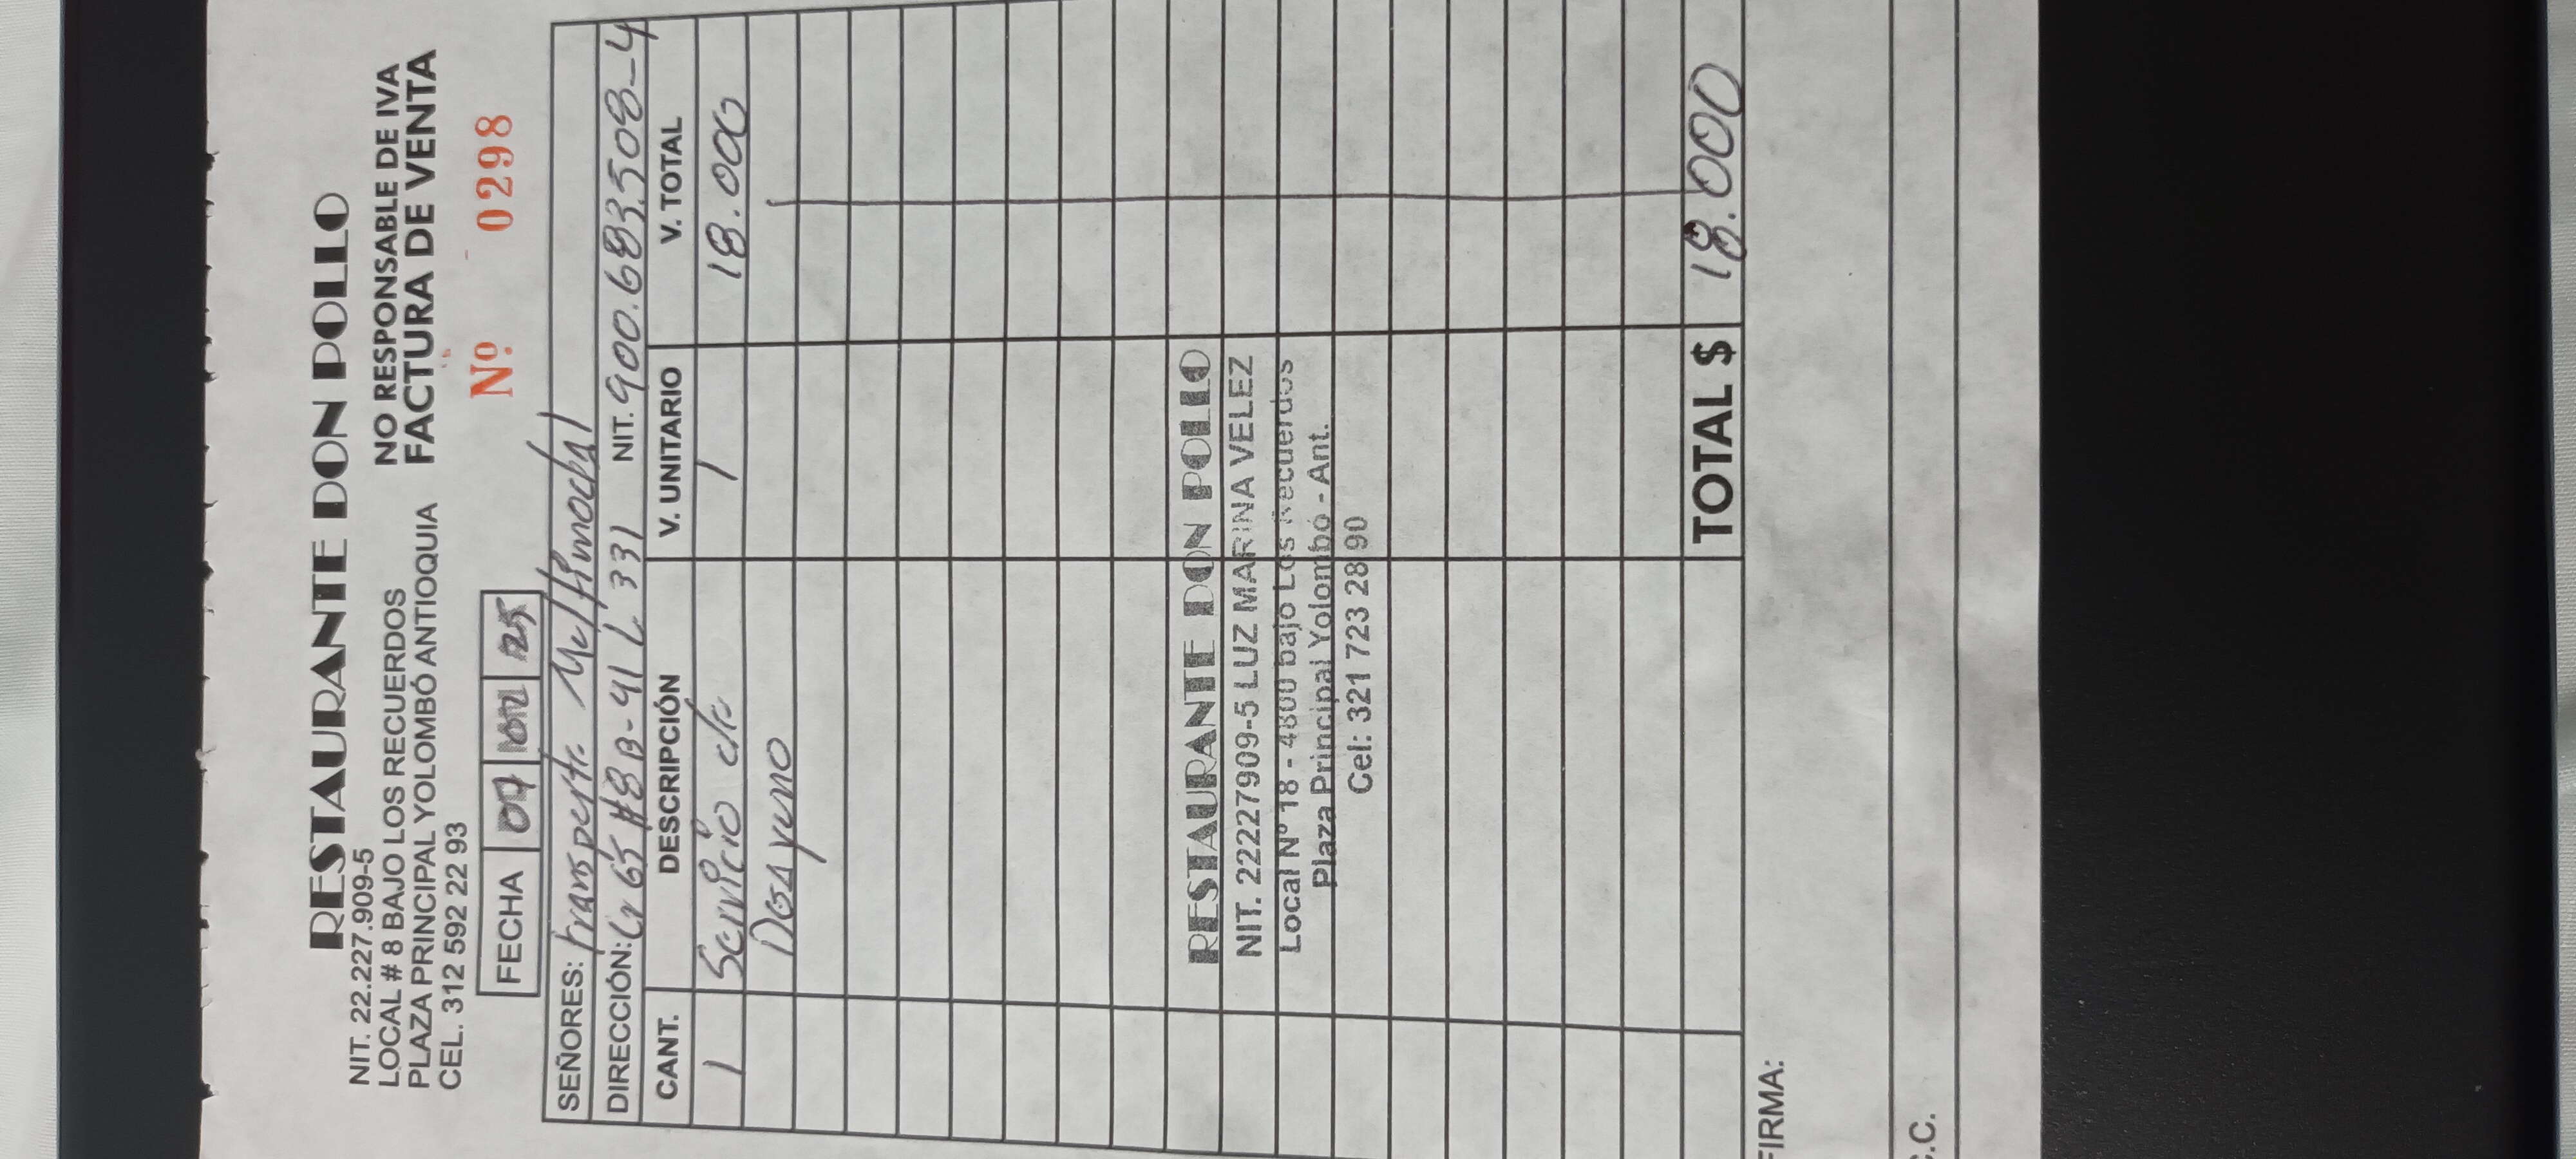 RESTAURANTE DON POLLO
NIT. 22.227.909-5
LOCAL # 8 BAJO LOS RECUERDOS
PLAZA PRINCIPAL YOLOMBÓ ANTIOQUIA
CEL. 312 592 22 93
NO RESPONSABLE DE IVA
FACTURA DE VENTA
Nº 0298
FECHA 07 02 25
SEÑORES: Transporte
DIRECCIÓN: Cr 65 #8B-91 L 331 NIT. 900.683.508-4
CANT. DESCRIPCIÓN V. UNITARIO V. TOTAL
1 Servicio de 1 18.000
Desayuno
RESTAURANTE DON POLLO
NIT. 22227909-5 LUZ MARINA VELEZ
Local Nº 18 - 4800 bajo Los Recuerdos
Plaza Principal Yolombó - Ant.
Cel: 321 723 28 90
TOTAL $ 18.000
FIRMA:
C.C.